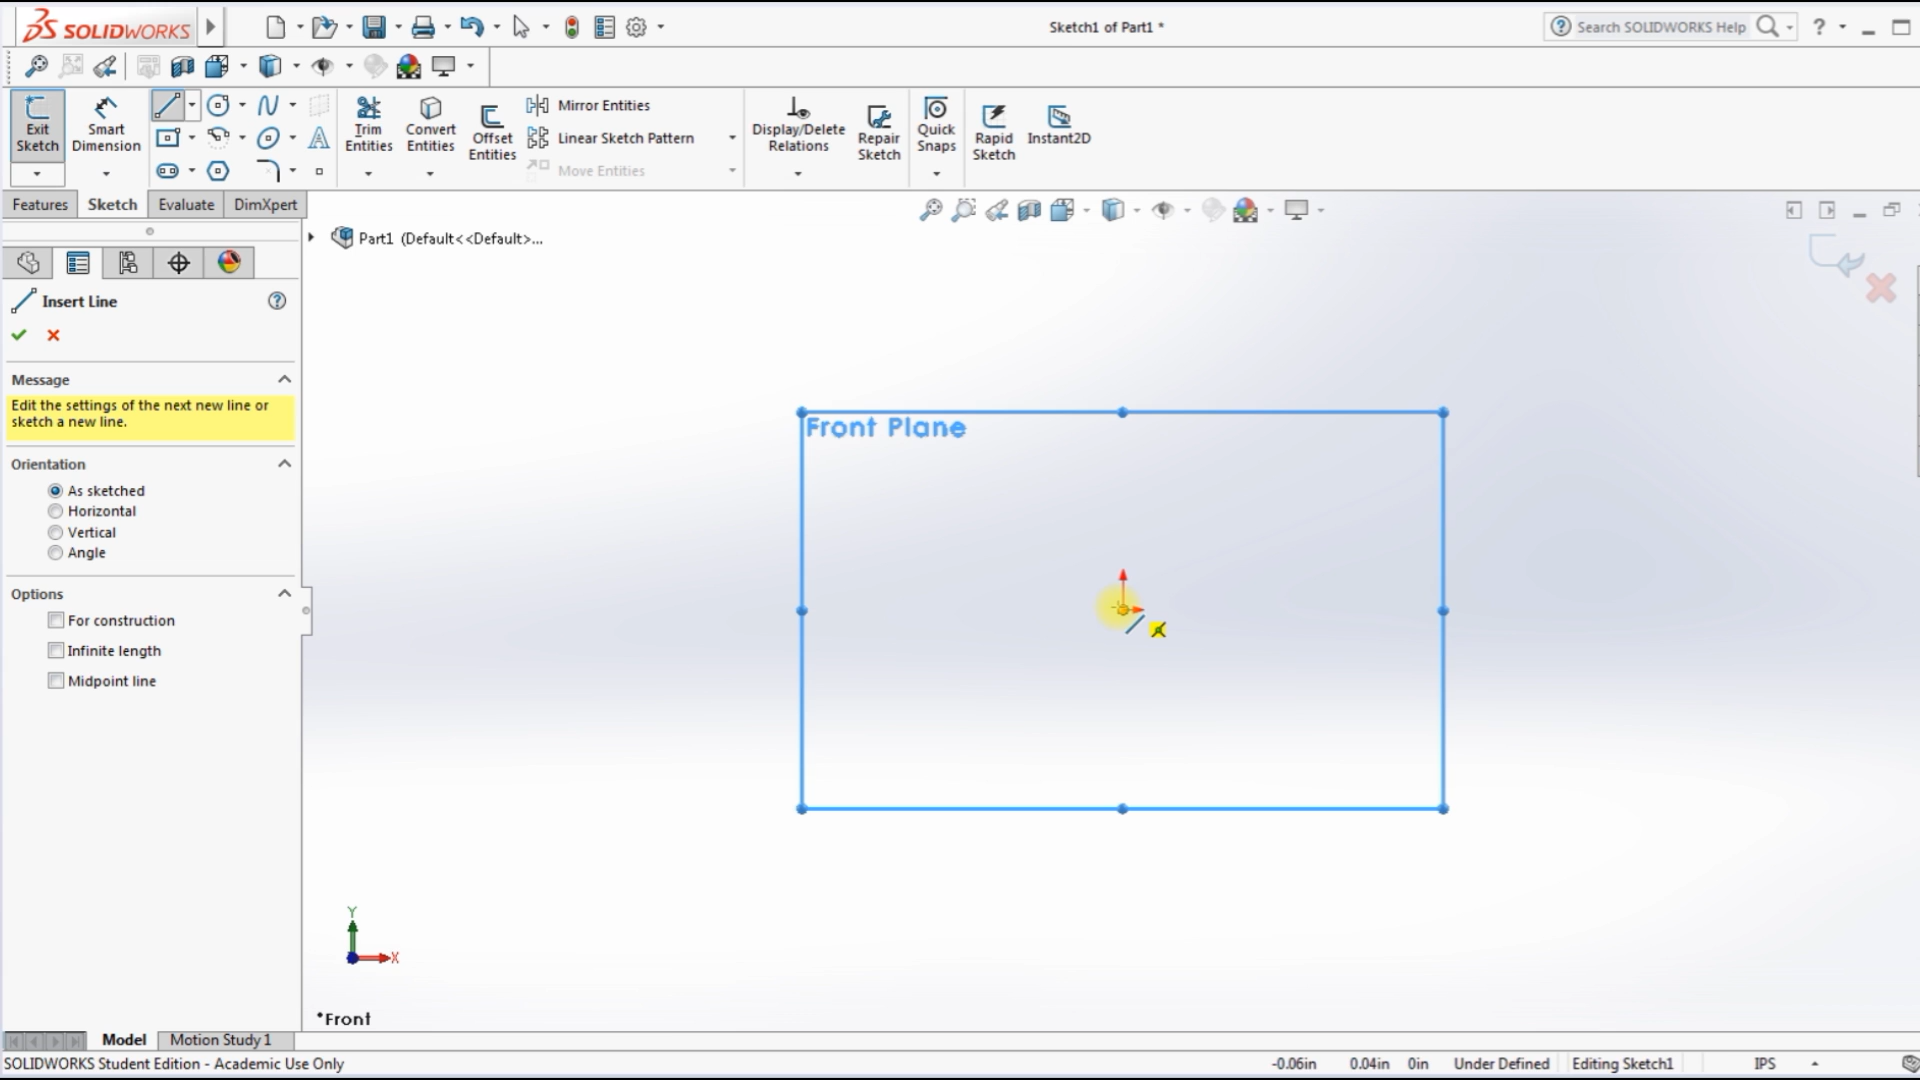 SOLIDWORKS
Sketch1 of Part1 *
Search SOLIDWORKS Help
?
Exit Sketch
Smart Dimension
Trim Entities
Convert Entities
Offset Entities
Mirror Entities
Linear Sketch Pattern
Move Entities
Display/Delete Relations
Repair Sketch
Quick Snaps
Rapid Sketch
Instant2D
Features
Sketch
Evaluate
DimXpert
Part1 (Default<<Default>...
Insert Line
?
Message
Edit the settings of the next new line or
sketch a new line.
Orientation
As sketched
Horizontal
Vertical
Angle
Options
For construction
Infinite length
Midpoint line
Front Plane
Y
X
*Front
Model
Motion Study 1
SOLIDWORKS Student Edition - Academic Use Only
-0.06in
0.04in
0in
Under Defined
Editing Sketch1
IPS